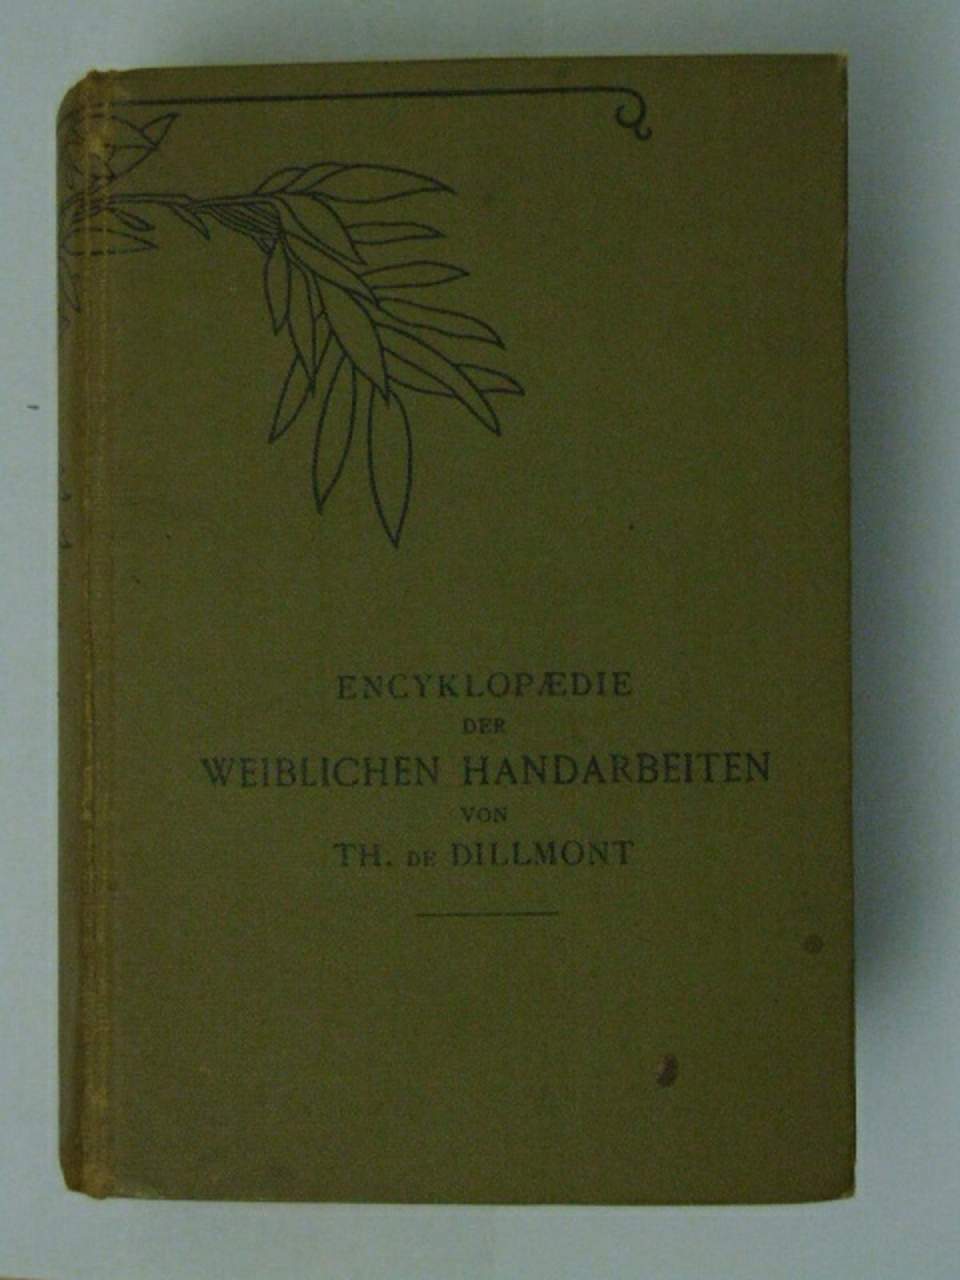 ENCYKLOPÆDIE
DER
WEIBLICHEN HANDARBEITEN
VON
TH. DE DILLMONT